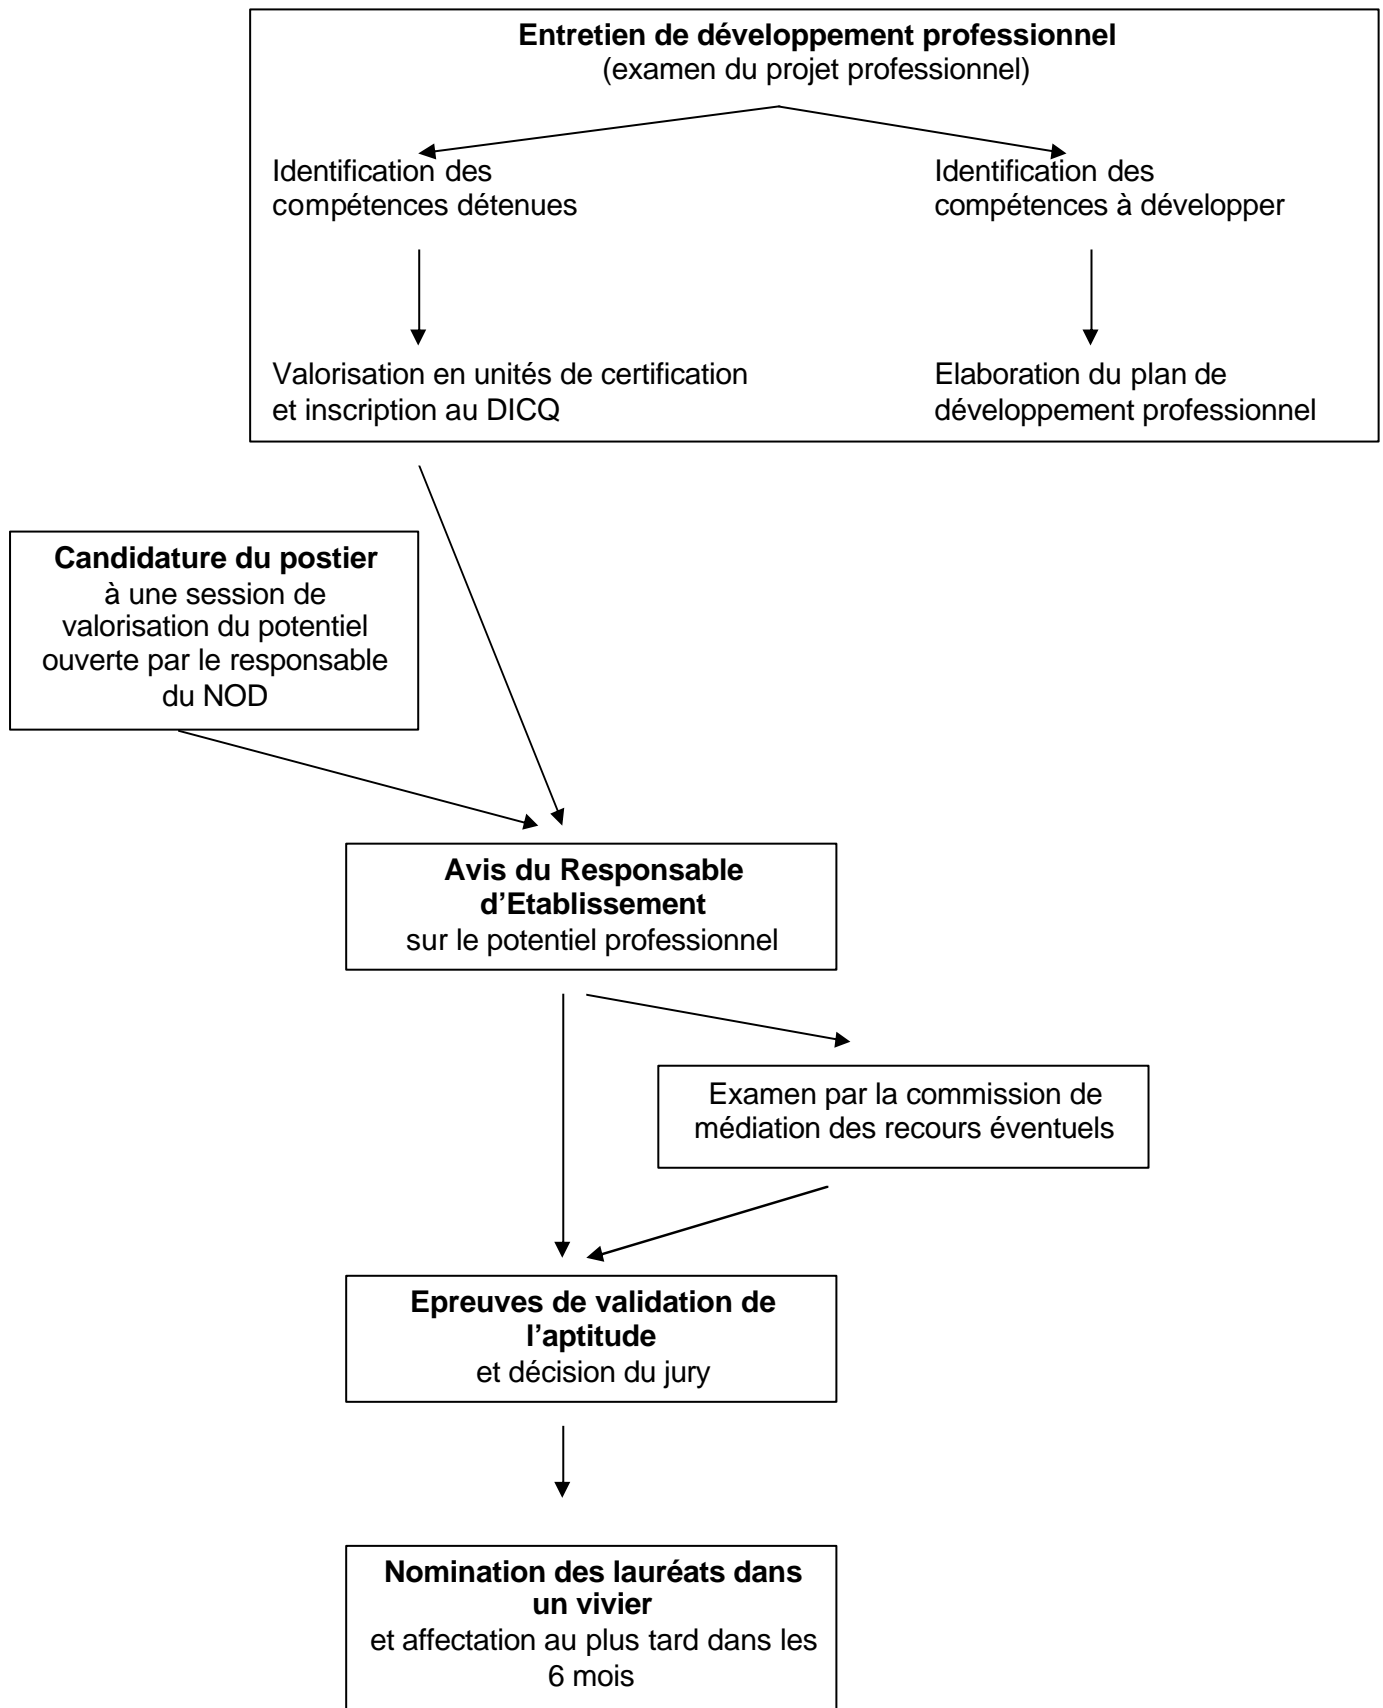 Entretien de développement professionnel
(examen du projet professionnel)
Identification des
compétences détenues
Identification des
compétences à développer
Valorisation en unités de certification
et inscription au DICQ
Elaboration du plan de
développement professionnel
Candidature du postier
à une session de
valorisation du potentiel
ouverte par le responsable
du NOD
Avis du Responsable
d’Etablissement
sur le potentiel professionnel
Examen par la commission de
médiation des recours éventuels
Epreuves de validation de
l’aptitude
et décision du jury
Nomination des lauréats dans
un vivier
et affectation au plus tard dans les
6 mois